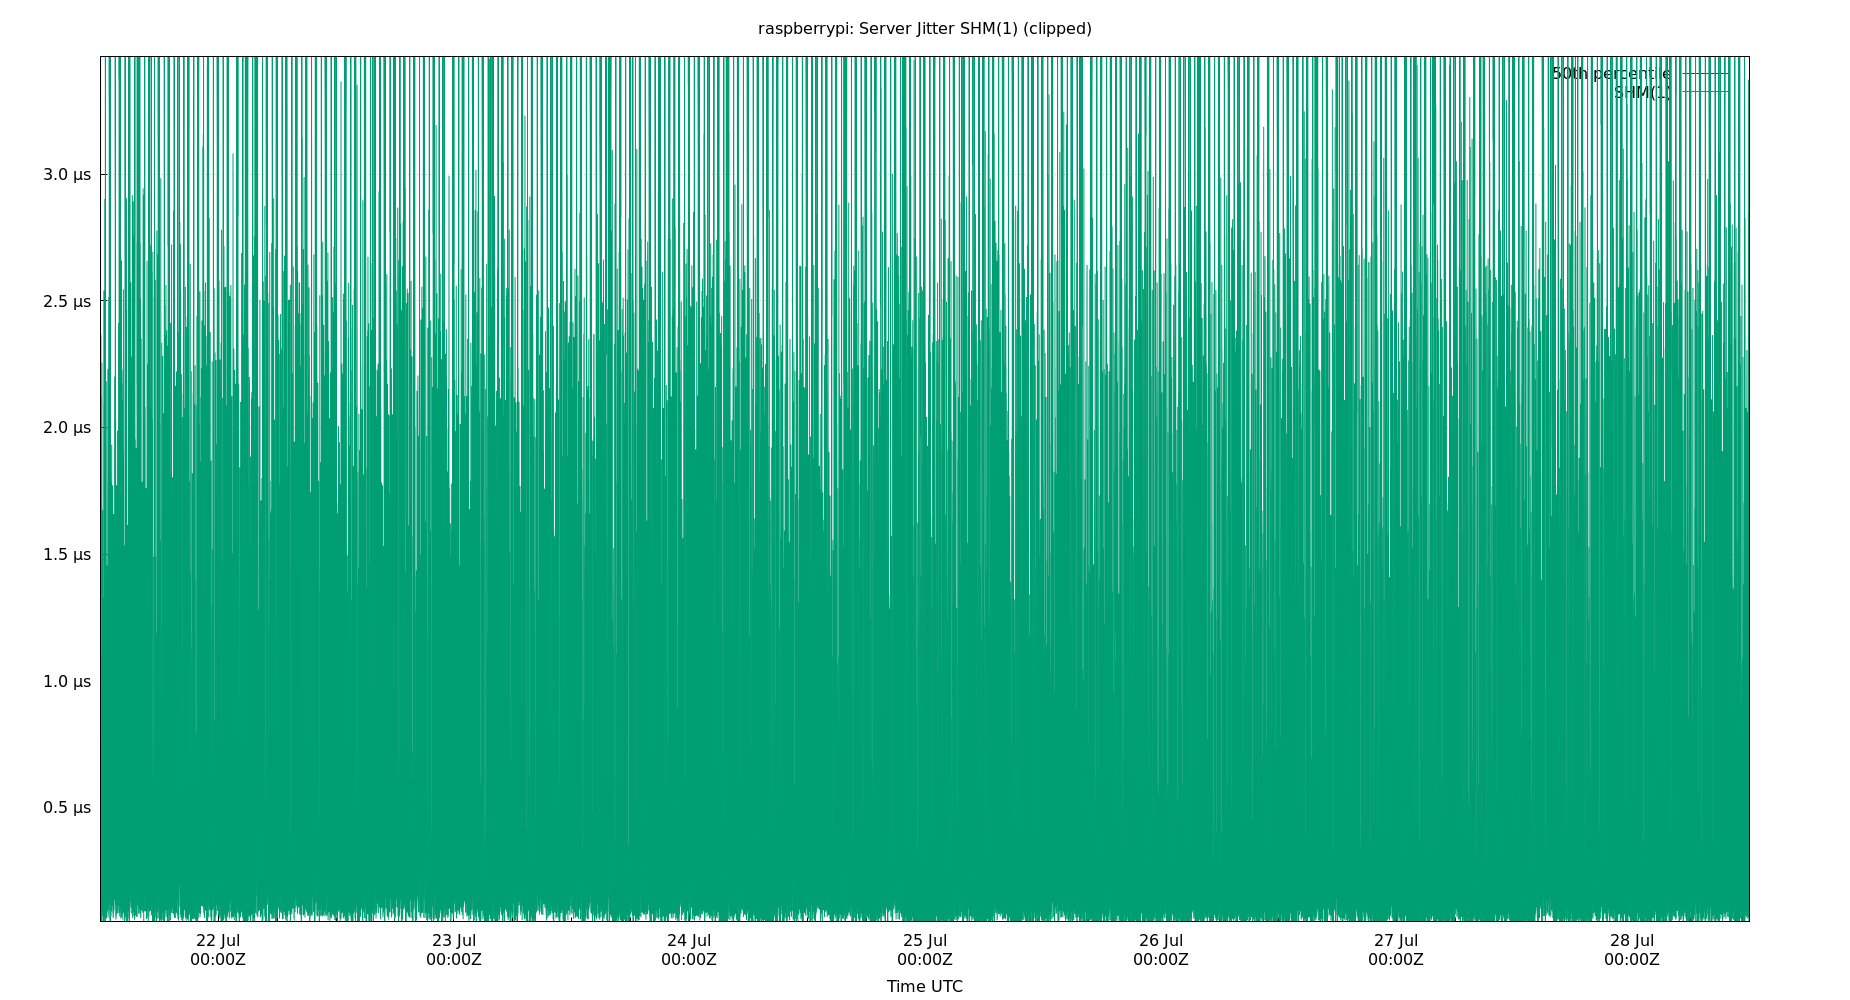 raspberrypi: Server Jitter SHM(1) (clipped)
50th percentile
SHM(1)
3.0 µs
2.5 µs
2.0 µs
1.5 µs
1.0 µs
0.5 µs
22 Jul 23 Jul 24 Jul 25 Jul 26 Jul 27 Jul 28 Jul
00:00Z 00:00Z 00:00Z 00:00Z 00:00Z 00:00Z 00:00Z
Time UTC